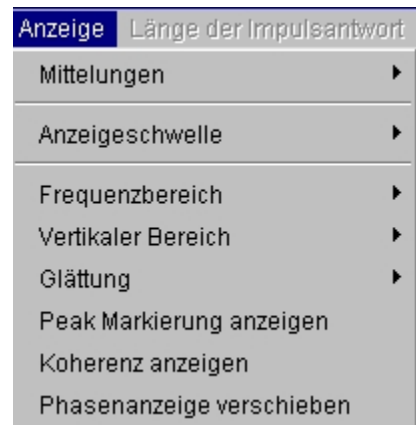 Anzeige Länge der Impulsantwort
Mittelungen
Anzeigeschwelle
Frequenzbereich
Vertikaler Bereich
Glättung
Peak Markierung anzeigen
Koherenz anzeigen
Phasenanzeige verschieben